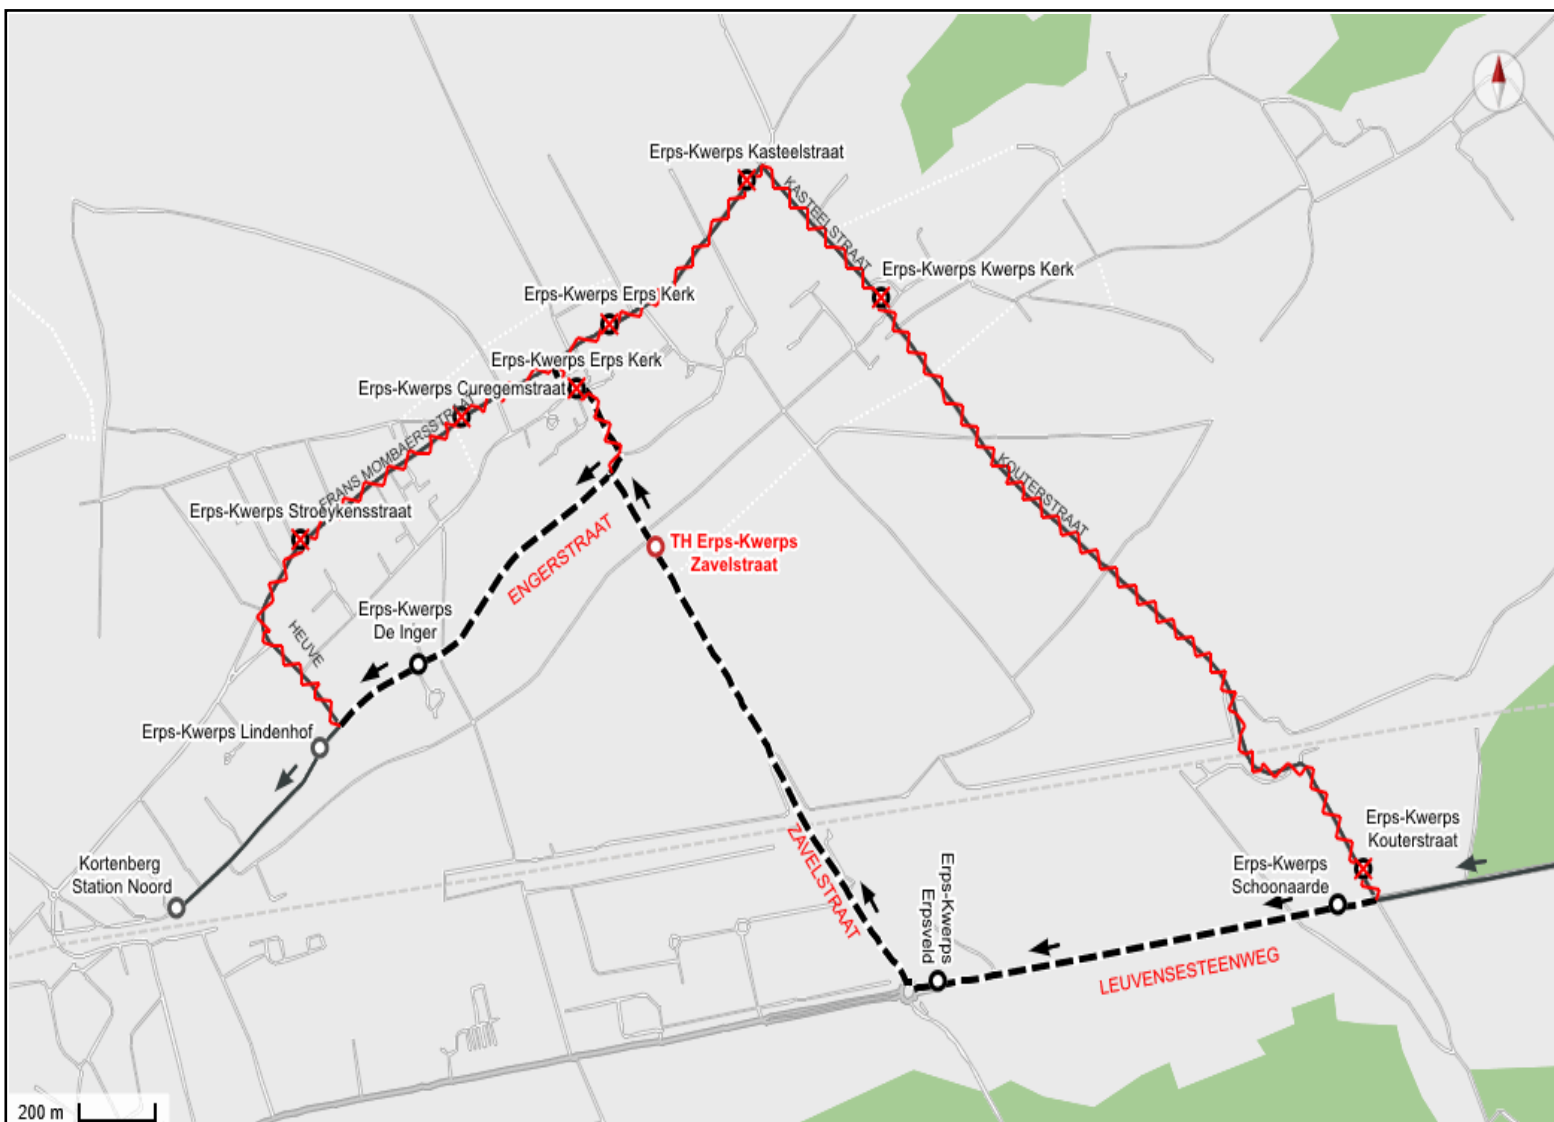 Erps-Kwerps Kasteelstraat
KASTEELSTRAAT
Erps-Kwerps Kwerps Kerk
Erps-Kwerps Erps Kerk
Erps-Kwerps Erps Kerk
Erps-Kwerps Curegemstraat
FRANS MOMBAERSSTRAAT
KOUTERSTRAAT
Erps-Kwerps Stroeykensstraat
ENGERSTRAAT
TH Erps-Kwerps
Zavelstraat
Erps-Kwerps
De Inger
HEUVE
Erps-Kwerps Lindenhof
Kortenberg
Station Noord
ZAVELSTRAAT
Erps-Kwerps
Erpsveld
Erps-Kwerps
Kouterstraat
Erps-Kwerps
Schoonaarde
LEUVENSESTEENWEG
200 m